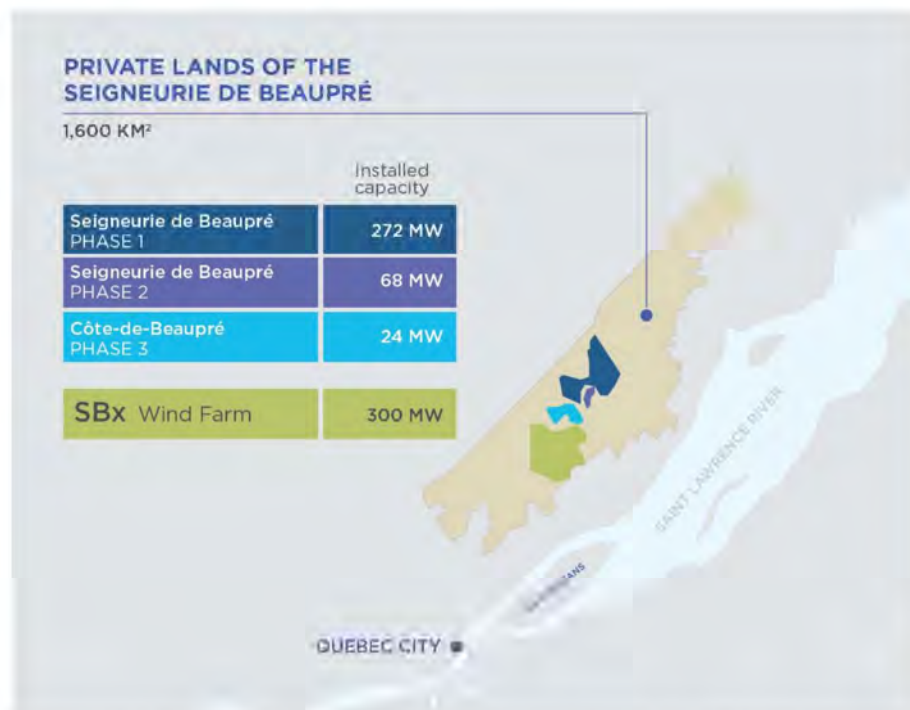 PRIVATE LANDS OF THE
SEIGNEURIE DE BEAUPRÉ
1,600 KM²
Installed
capacity
Seigneurie de Beaupré
PHASE 1
272 MW
Seigneurie de Beaupré
PHASE 2
68 MW
Côte-de-Beaupré
PHASE 3
24 MW
SBx Wind Farm
300 MW
SAINT LAWRENCE RIVER
QUEBEC CITY